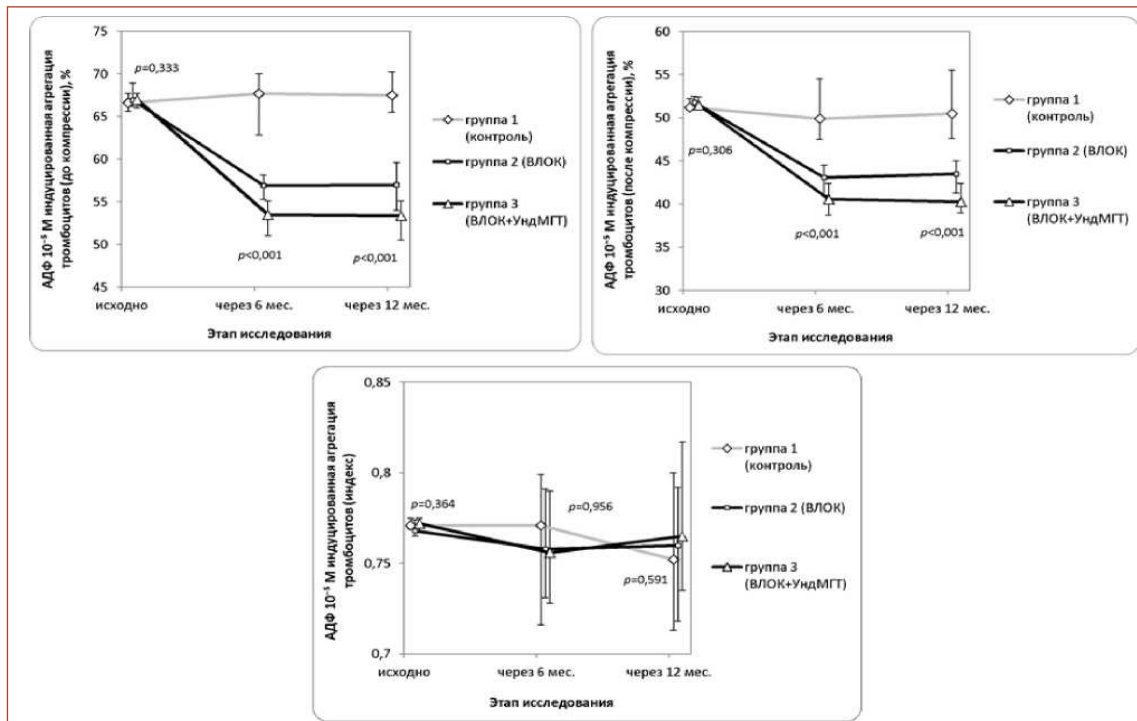 АДФ 10⁻⁵ М индуцированная агрегация
тромбоцитов (до компрессии), %
75
70
65
60
55
50
45
p=0,333
p<0,001
p<0,001
исходно
через 6 мес.
через 12 мес.
Этап исследования
группа 1
(контроль)
группа 2 (ВЛОК)
группа 3
(ВЛОК+УндМГТ)
АДФ 10⁻⁵ М индуцированная агрегация
тромбоцитов (после компрессии), %
60
55
50
45
40
35
30
p=0,306
p<0,001
p<0,001
исходно
через 6 мес.
через 12 мес.
Этап исследования
группа 1
(контроль)
группа 2 (ВЛОК)
группа 3
(ВЛОК+УндМГТ)
АДФ 10⁻⁵ М индуцированная агрегация
тромбоцитов (индекс)
0,85
0,8
0,75
0,7
p=0,364
p=0,956
p=0,591
исходно
через 6 мес.
через 12 мес.
Этап исследования
группа 1
(контроль)
группа 2 (ВЛОК)
группа 3
(ВЛОК+УндМГТ)